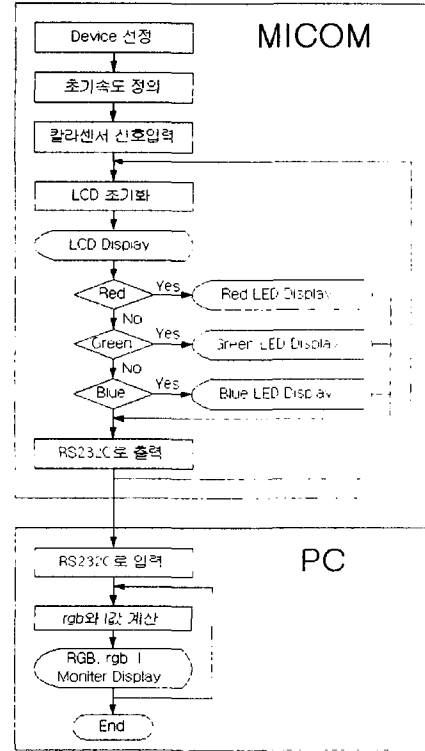 MICOM
Device 선정
초기속도 정의
칼라센서 신호입력
LCD 초기화
LCD Display
Red
Yes
Red LED Display
No
Green
Yes
Green LED Display
No
Blue
Yes
Blue LED Display
RS232C로 출력
PC
RS232C로 입력
rgb와 I값 계산
RGB, rgb I
Moniter Display
End